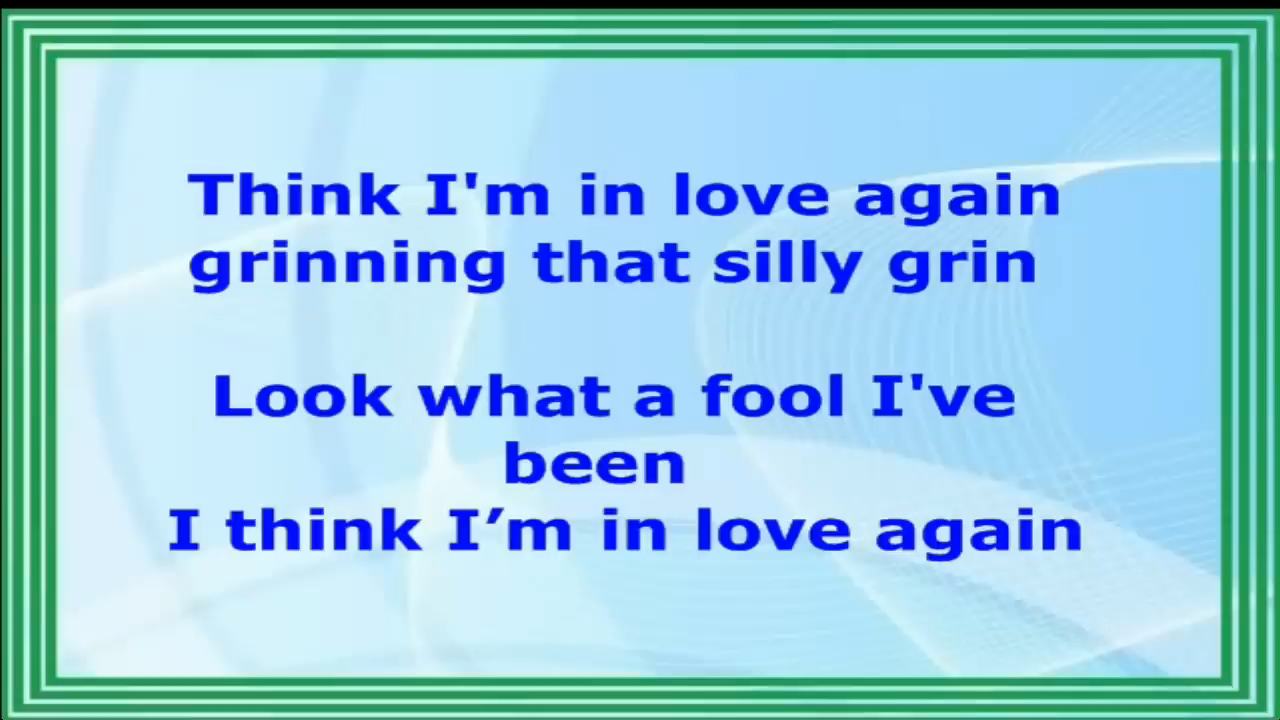 Think I'm in love again
grinning that silly grin
Look what a fool I've
been
I think I’m in love again